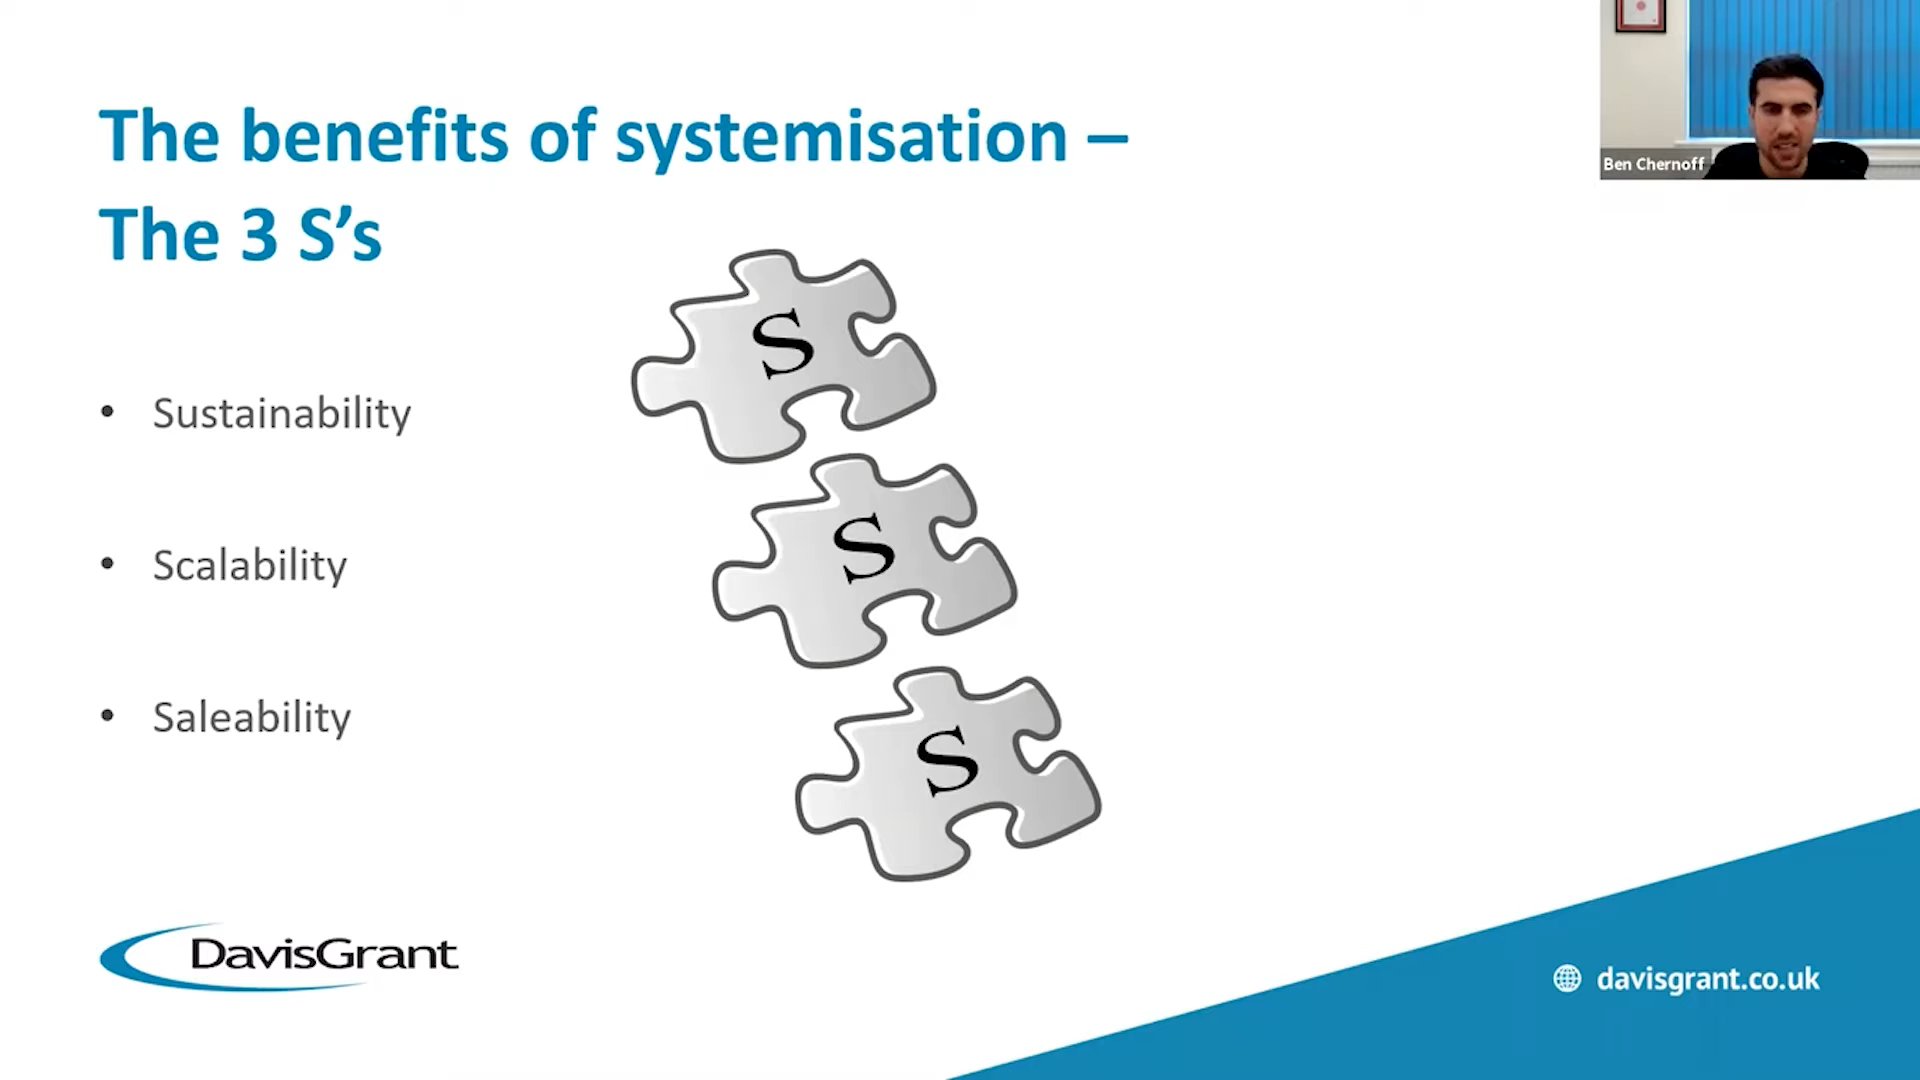 The benefits of systemisation –
The 3 S’s
Ben Chernoff
• Sustainability
• Scalability
• Saleability
S
S
S
DavisGrant
davisgrant.co.uk